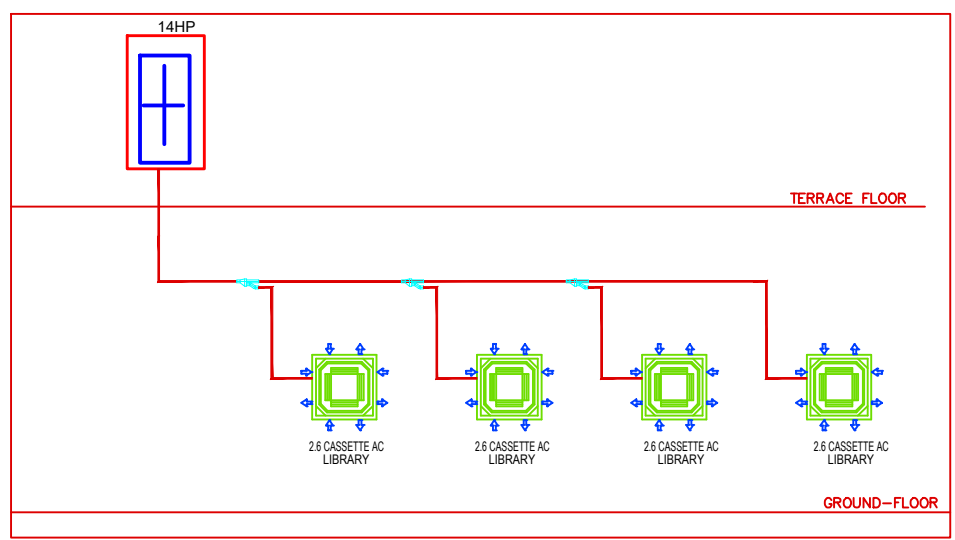 14HP
TERRACE FLOOR
2.6 CASSETTE AC
LIBRARY
2.6 CASSETTE AC
LIBRARY
2.6 CASSETTE AC
LIBRARY
2.6 CASSETTE AC
LIBRARY
GROUND-FLOOR